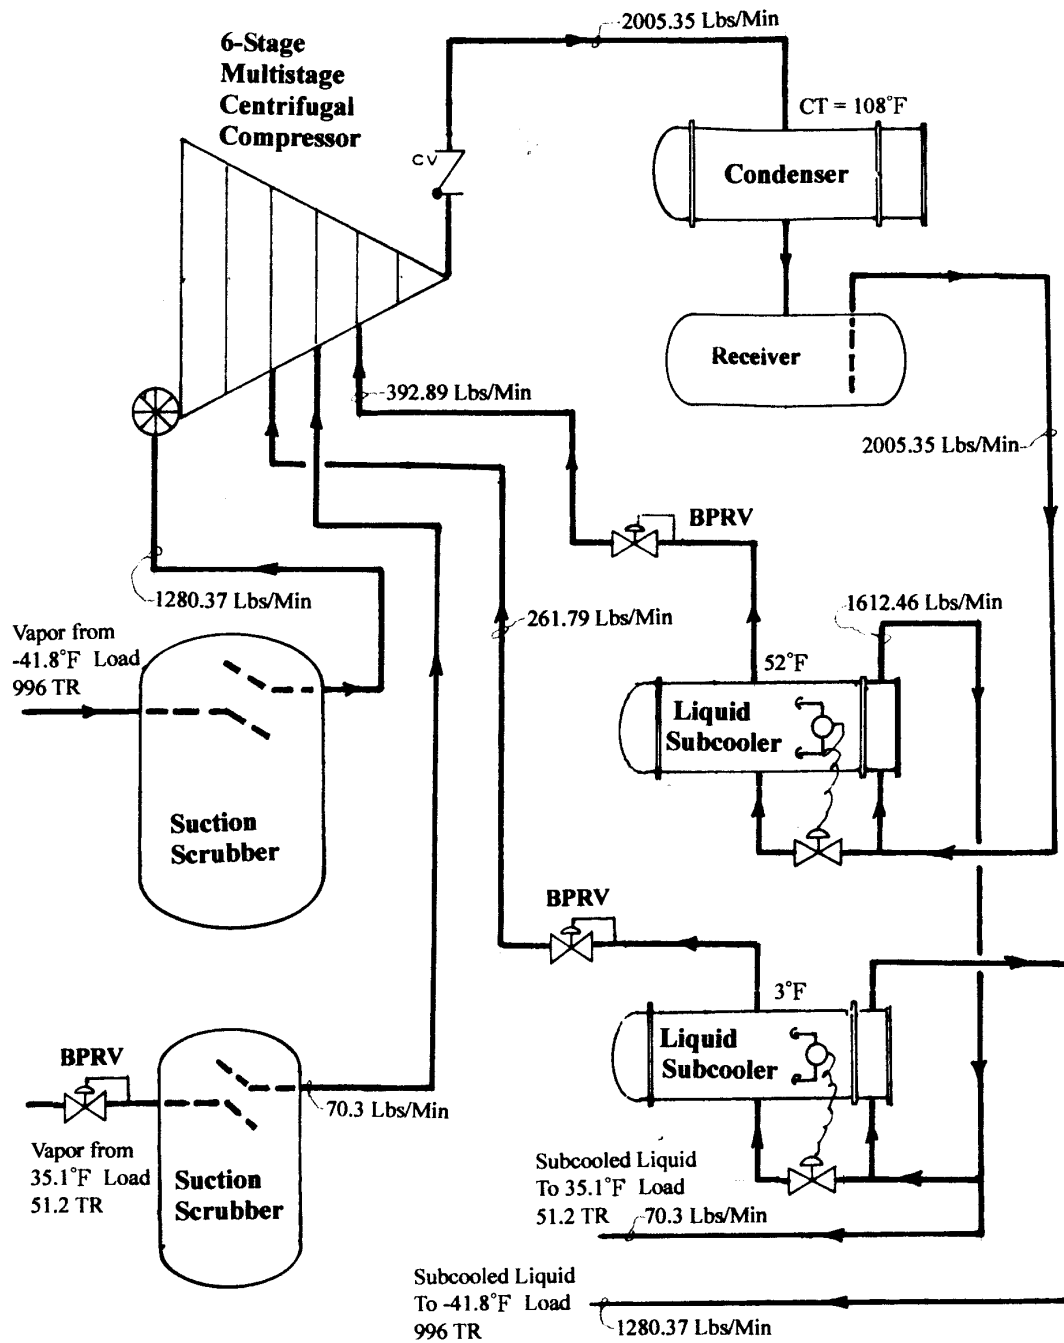 6-Stage
Multistage
Centrifugal
Compressor
2005.35 Lbs/Min
CV
CT = 108°F
Condenser
Receiver
392.89 Lbs/Min
2005.35 Lbs/Min
BPRV
1280.37 Lbs/Min
261.79 Lbs/Min
1612.46 Lbs/Min
Vapor from
-41.8°F Load
996 TR
52°F
Liquid
Subcooler
Suction
Scrubber
BPRV
3°F
Liquid
Subcooler
BPRV
70.3 Lbs/Min
Vapor from
35.1°F Load
51.2 TR
Suction
Scrubber
Subcooled Liquid
To 35.1°F Load
51.2 TR
70.3 Lbs/Min
Subcooled Liquid
To -41.8°F Load
996 TR
1280.37 Lbs/Min